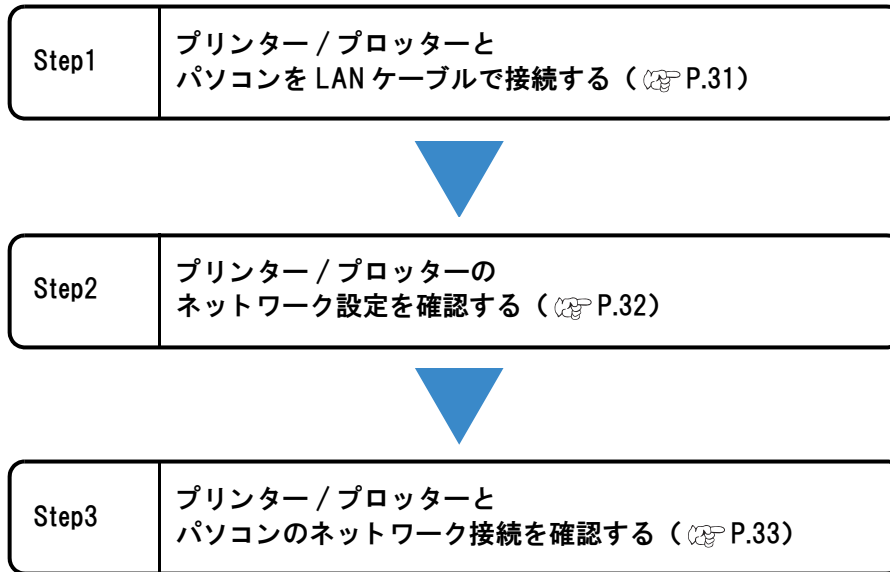 Step1
プリンター / プロッターと
パソコンを LAN ケーブルで接続する（☞ P.31）
Step2
プリンター / プロッターの
ネットワーク設定を確認する（☞ P.32）
Step3
プリンター / プロッターと
パソコンのネットワーク接続を確認する（☞ P.33）